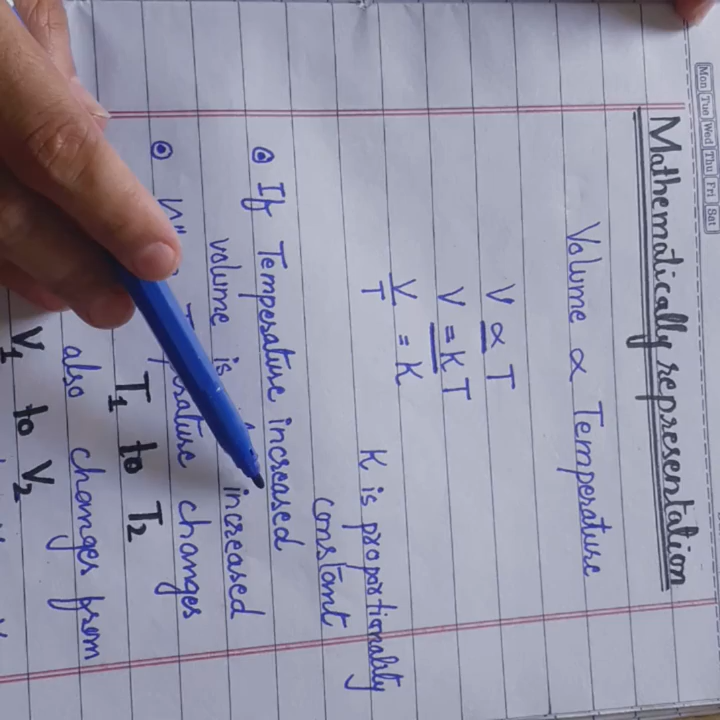 Mon Tue Wed Thu Fri Sat
Mathematically representation
Volume ∝ Temperature
V ∝ T
V = K T
V/T = K
K is proportionality
constant
If Temperature increased
volume is increased
changes
T1 to T2
also changes from
V1 to V2